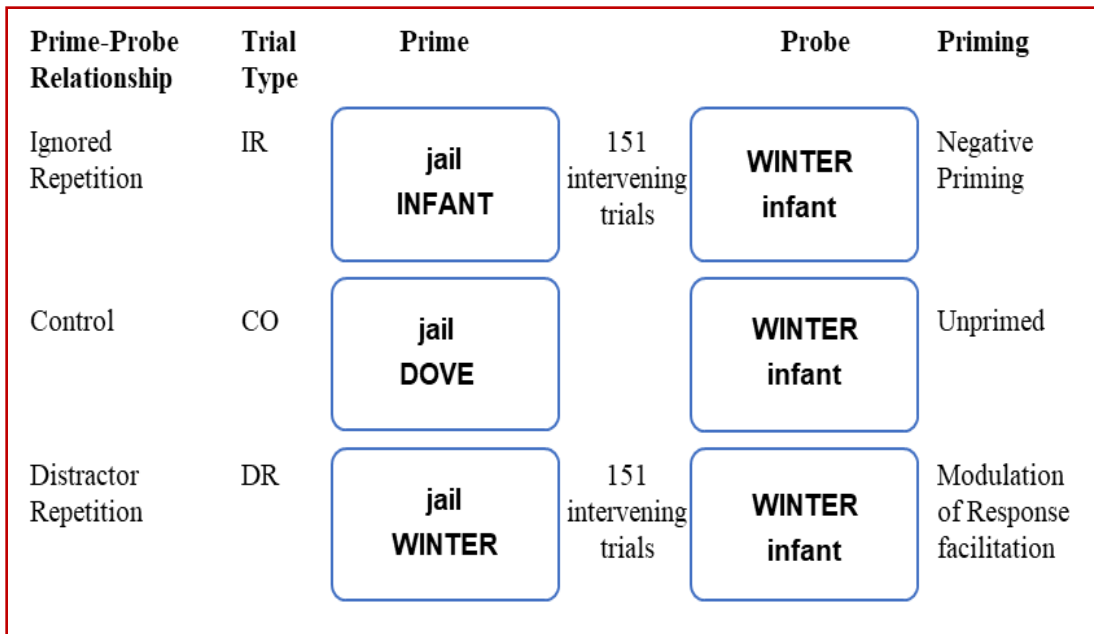 Prime-Probe Relationship
Trial Type
Prime
Probe
Priming
Ignored Repetition
IR
jail
INFANT
151
intervening
trials
WINTER
infant
Negative
Priming
Control
CO
jail
DOVE
WINTER
infant
Unprimed
Distractor
Repetition
DR
jail
WINTER
151
intervening
trials
WINTER
infant
Modulation
of Response
facilitation